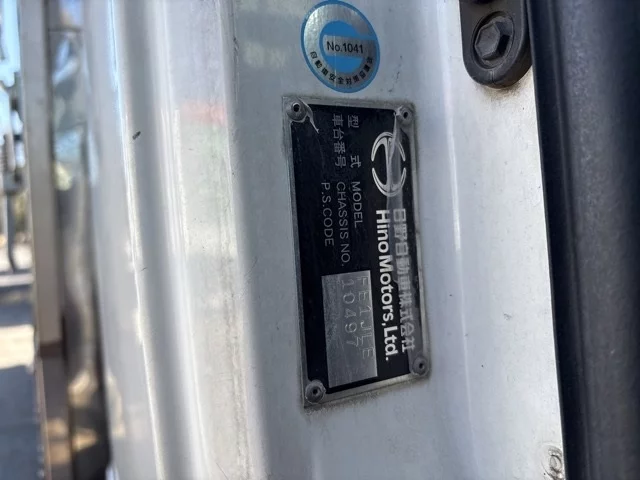 No.1041
日野自動車株式会社
Hino Motors, Ltd.
型式 MODEL FE1JEE
車台番号 CHASSIS NO. 10497
P.S.CODE